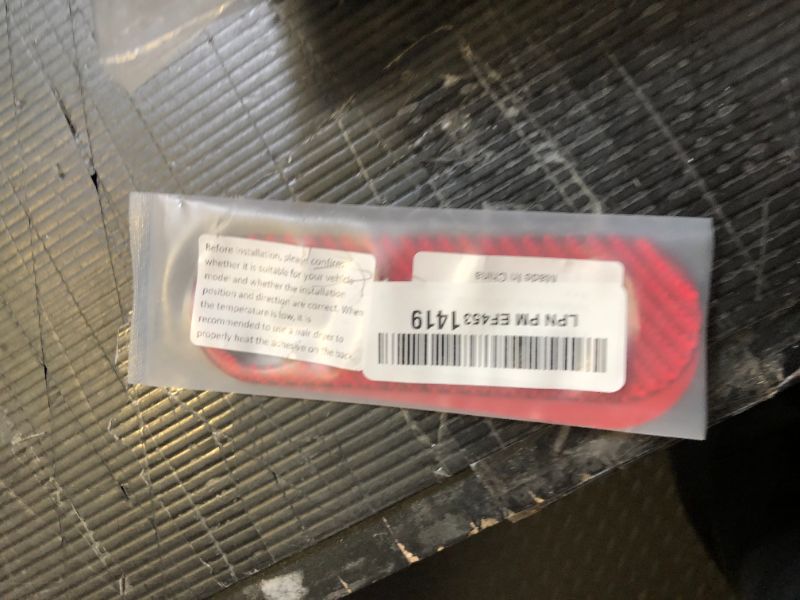 Before installation, please confirm
whether it is suitable for your vehicle
model and whether the installation
position and direction are correct. When
the temperature is low, it is
recommended to use a hair dryer to
properly heat the adhesive on the back.
Made In China
LPN PM EF4531419